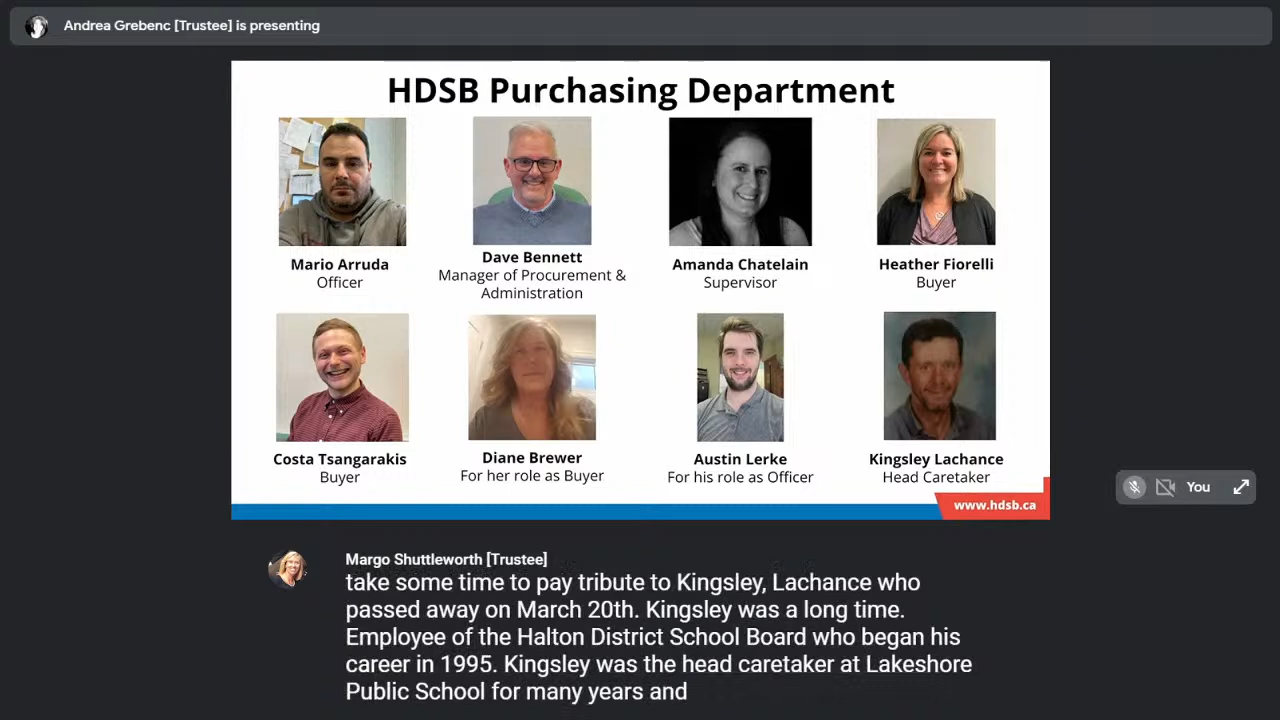 Andrea Grebenc [Trustee] is presenting
HDSB Purchasing Department
Mario Arruda
Officer
Dave Bennett
Manager of Procurement &
Administration
Amanda Chatelain
Supervisor
Heather Fiorelli
Buyer
Costa Tsangarakis
Buyer
Diane Brewer
For her role as Buyer
Austin Lerke
For his role as Officer
Kingsley Lachance
Head Caretaker
www.hdsb.ca
You
Margo Shuttleworth [Trustee]
take some time to pay tribute to Kingsley, Lachance who
passed away on March 20th. Kingsley was a long time.
Employee of the Halton District School Board who began his
career in 1995. Kingsley was the head caretaker at Lakeshore
Public School for many years and